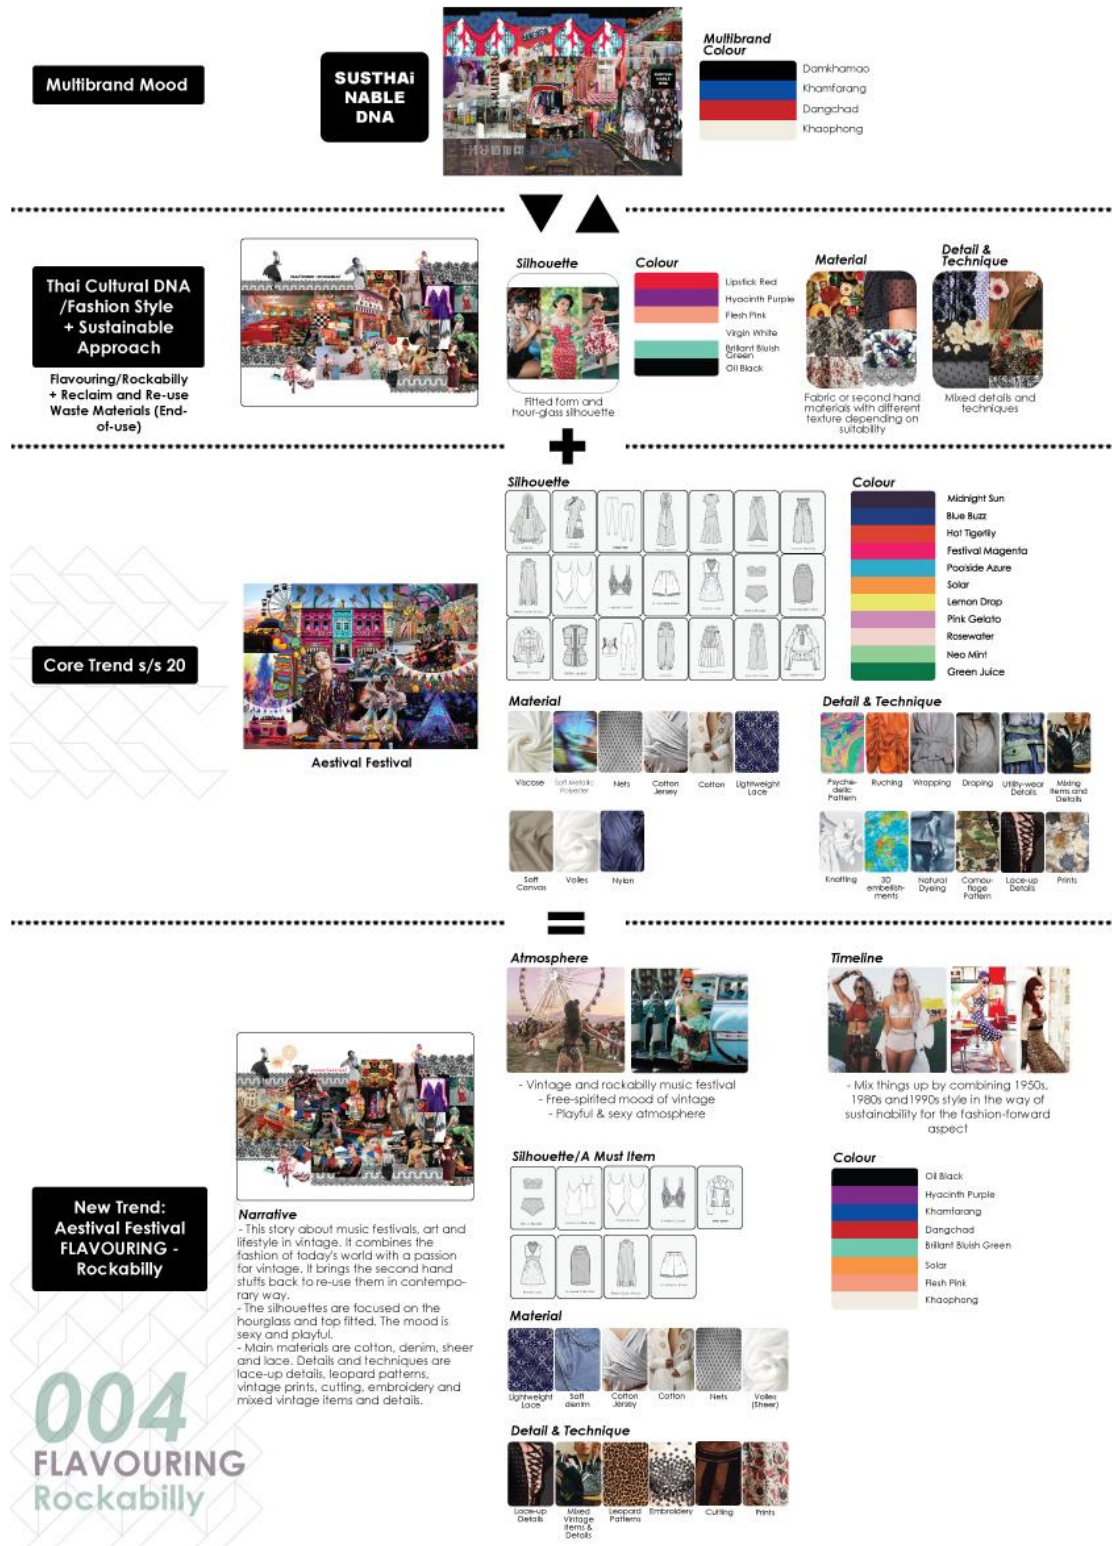 Multibrand Mood
SUSTHAi
NABLE
DNA
Multibrand
Colour
Damkhamao
Khamfarang
Dangchad
Khaophong
Thai Cultural DNA
/Fashion Style
+ Sustainable
Approach
Flavouring/Rockabilly
+ Reclaim and Re-use
Waste Materials (End-
of-use)
Silhouette
Fitted form and
hour-glass silhouette
Colour
Lipstick Red
Hyacinth Purple
Flesh Pink
Virgin White
Brillant Bluish
Green
Oil Black
Material
Fabric or second hand
materials with different
texture depending on
suitability
Detail &
Technique
Mixed details and
techniques
Core Trend s/s 20
Aestival Festival
Silhouette
Colour
Midnight Sun
Blue Buzz
Hot Tigerlily
Festival Magenta
Poolside Azure
Solar
Lemon Drop
Pink Gelato
Rosewater
Neo Mint
Green Juice
Material
Viscose
Soft Metallic
Polyester
Nets
Cotton
Jersey
Cotton
Lightweight
Lace
Soft
Canvas
Voiles
Nylon
Detail & Technique
Psyche-
delic
Pattern
Ruching
Wrapping
Draping
Utility-wear
Details
Mixing
Items and
Details
Knotting
3D
embellish-
ments
Natural
Dyeing
Camou-
flage
Pattern
Lace-up
Details
Prints
New Trend:
Aestival Festival
FLAVOURING -
Rockabilly
Narrative
- This story about music festivals, art and
lifestyle in vintage. It combines the
fashion of today's world with a passion
for vintage. It brings the second hand
stuffs back to re-use them in contempo-
rary way.
- The silhouettes are focused on the
hourglass and top fitted. The mood is
sexy and playful.
- Main materials are cotton, denim, sheer
and lace. Details and techniques are
lace-up details, leopard patterns,
vintage prints, cutting, embroidery and
mixed vintage items and details.
004
FLAVOURING
Rockabilly
Atmosphere
- Vintage and rockabilly music festival
- Free-spirited mood of vintage
- Playful & sexy atmosphere
Timeline
- Mix things up by combining 1950s,
1980s and1990s style in the way of
sustainability for the fashion-forward
aspect
Silhouette/A Must Item
Colour
Oil Black
Hyacinth Purple
Khamfarang
Dangchad
Brillant Bluish Green
Solar
Flesh Pink
Khaophong
Material
Lightweight
Lace
Soft
denim
Cotton
Jersey
Cotton
Nets
Voiles
(Sheer)
Detail & Technique
Lace-up
Details
Mixed
Vintage
Items &
Details
Leopard
Patterns
Embroidery
Cutting
Prints